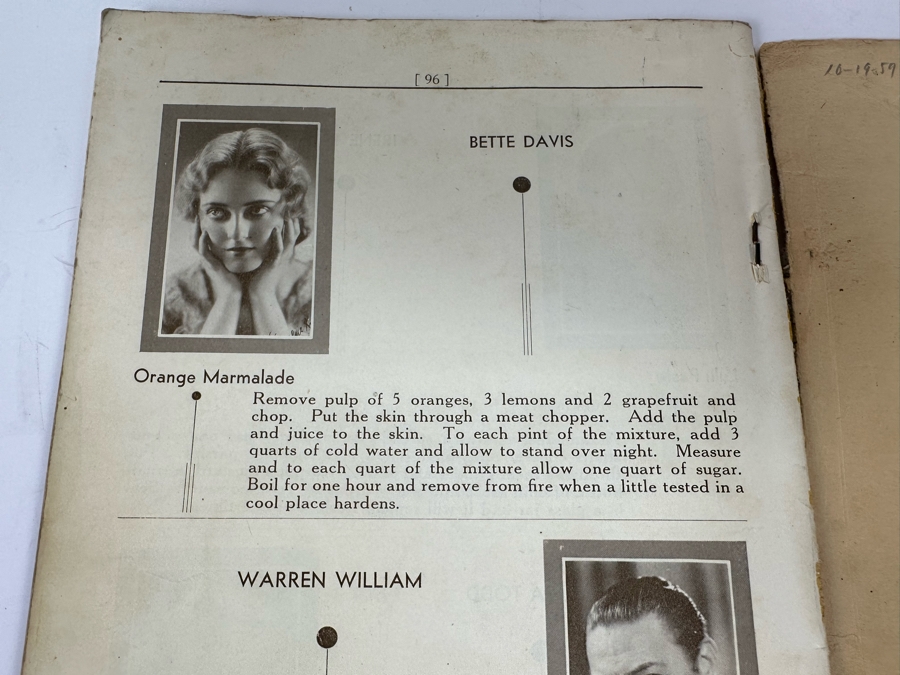 [ 96 ]
10-19-59
BETTE DAVIS
Orange Marmalade
Remove pulp of 5 oranges, 3 lemons and 2 grapefruit and
chop. Put the skin through a meat chopper. Add the pulp
and juice to the skin. To each pint of the mixture, add 3
quarts of cold water and allow to stand over night. Measure
and to each quart of the mixture allow one quart of sugar.
Boil for one hour and remove from fire when a little tested in a
cool place hardens.
WARREN WILLIAM